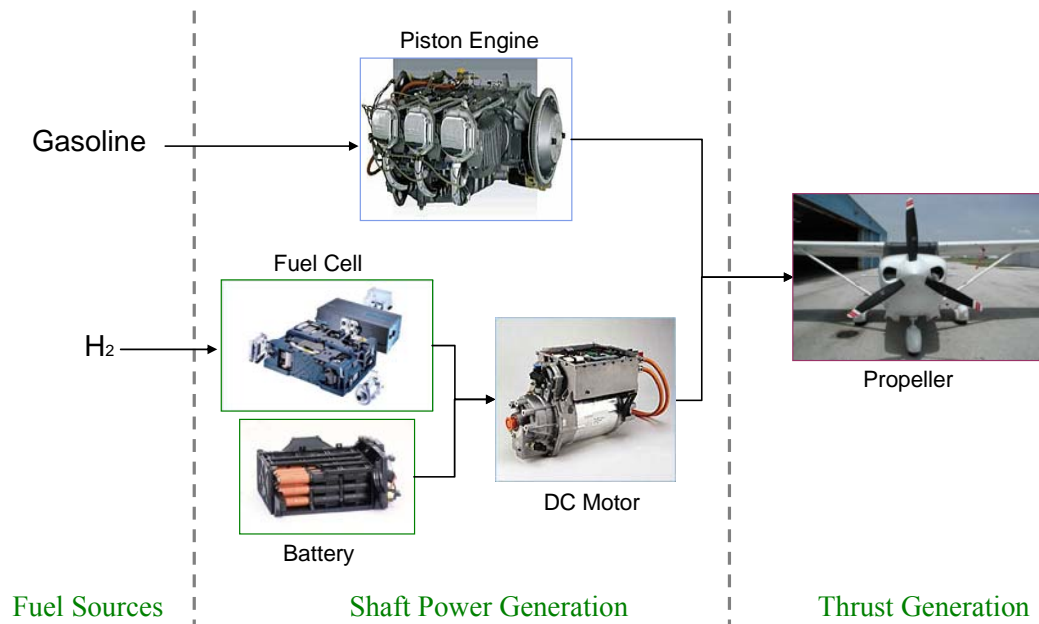 Piston Engine
Gasoline
Fuel Cell
H2
Propeller
DC Motor
Battery
Fuel Sources
Shaft Power Generation
Thrust Generation